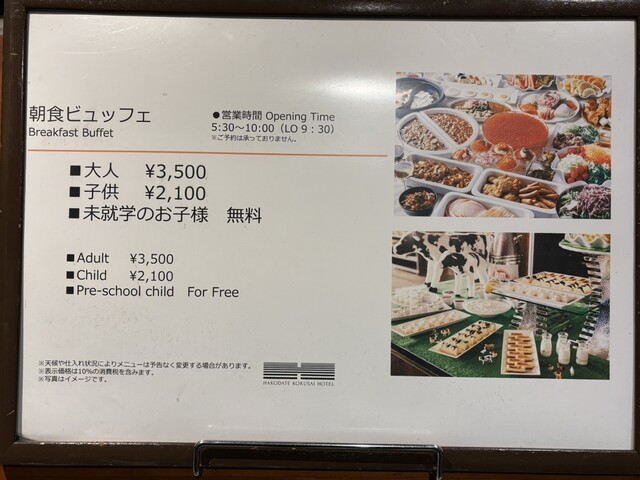 朝食ビュッフェ
Breakfast Buffet
●営業時間 Opening Time
5:30～10:00（LO 9：30）
※ご予約は承っておりません。
■大人 ¥3,500
■子供 ¥2,100
■未就学のお子様 無料
■Adult ¥3,500
■Child ¥2,100
■Pre-school child For Free
※天候や仕入れ状況によりメニューは予告なく変更する場合があります。
※表示価格は10%の消費税を含みます。
※写真はイメージです。
HAKODATE KOKUSAI HOTEL